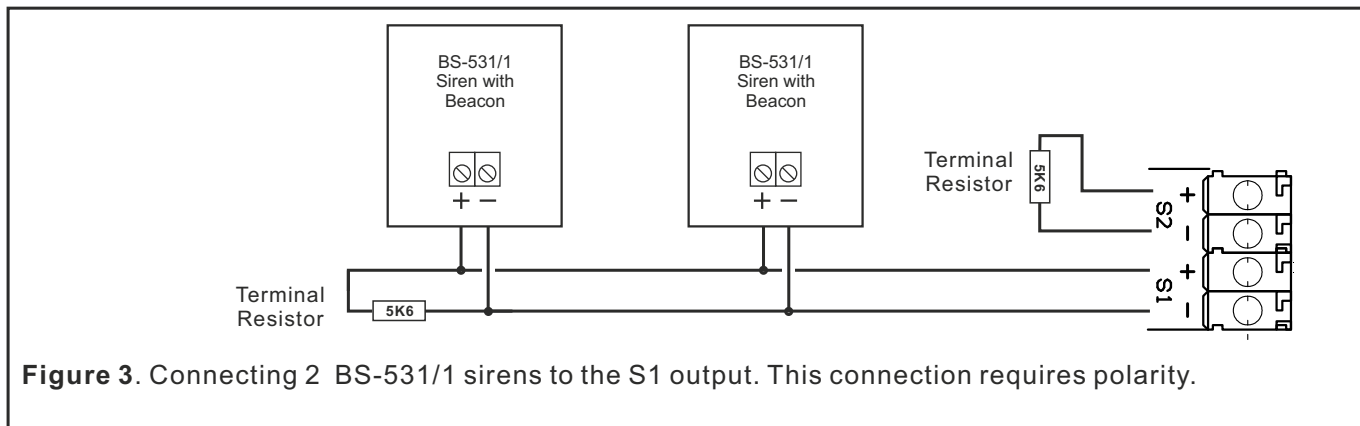 BS-531/1
Siren with
Beacon
+ −
BS-531/1
Siren with
Beacon
+ −
Terminal
Resistor
5K6
+
S2
−
+
S1
−
Terminal
Resistor
5K6
Figure 3. Connecting 2 BS-531/1 sirens to the S1 output. This connection requires polarity.